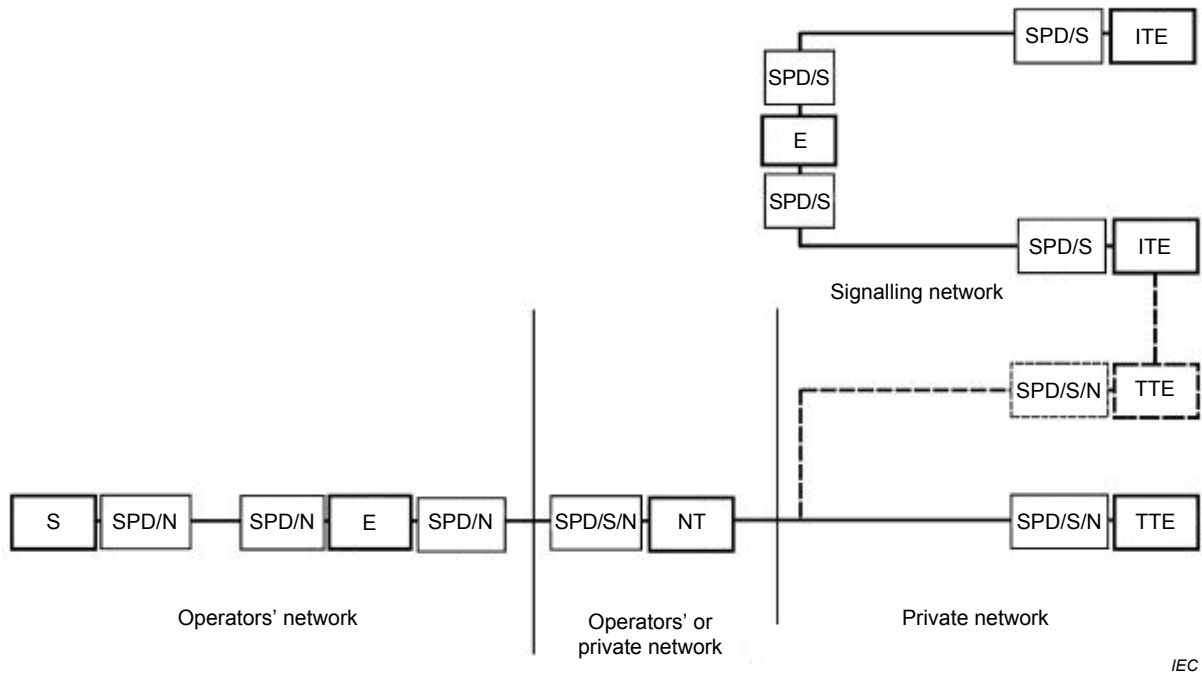 SPD/S
ITE
SPD/S
E
SPD/S
SPD/S
ITE
Signalling network
SPD/S/N
TTE
S
SPD/N
SPD/N
E
SPD/N
SPD/S/N
NT
SPD/S/N
TTE
Operators' network
Operators' or
private network
Private network
IEC